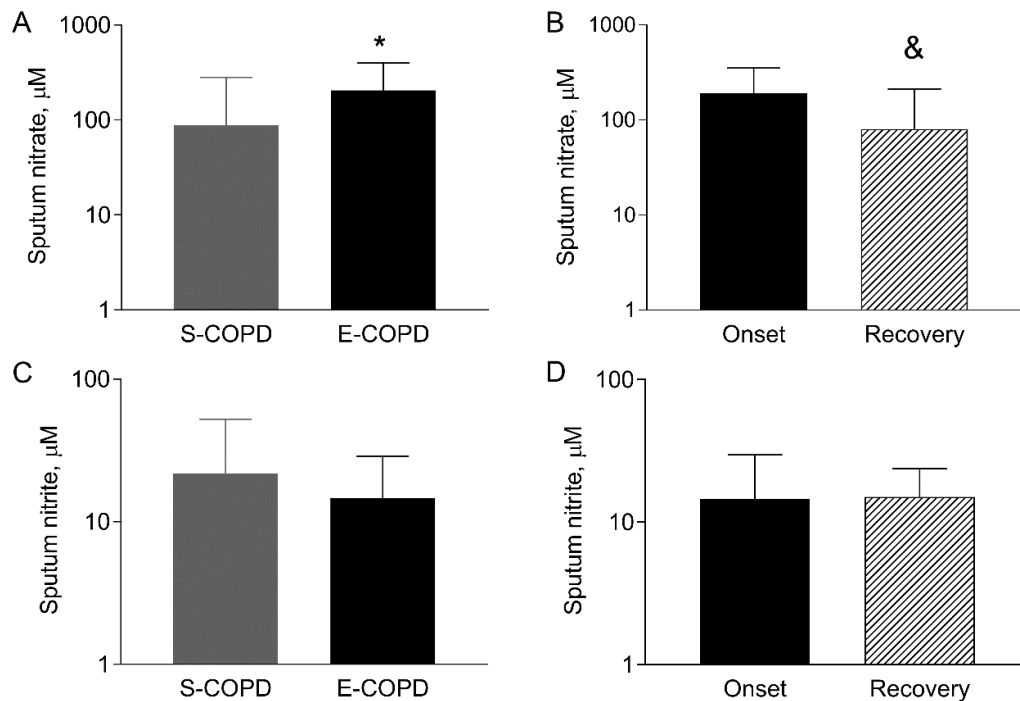 A
Sputum nitrate, μM
1000
100
10
1
*
S-COPD
E-COPD
B
Sputum nitrate, μM
1000
100
10
1
&
Onset
Recovery
C
Sputum nitrite, μM
100
10
1
S-COPD
E-COPD
D
Sputum nitrite, μM
100
10
1
Onset
Recovery